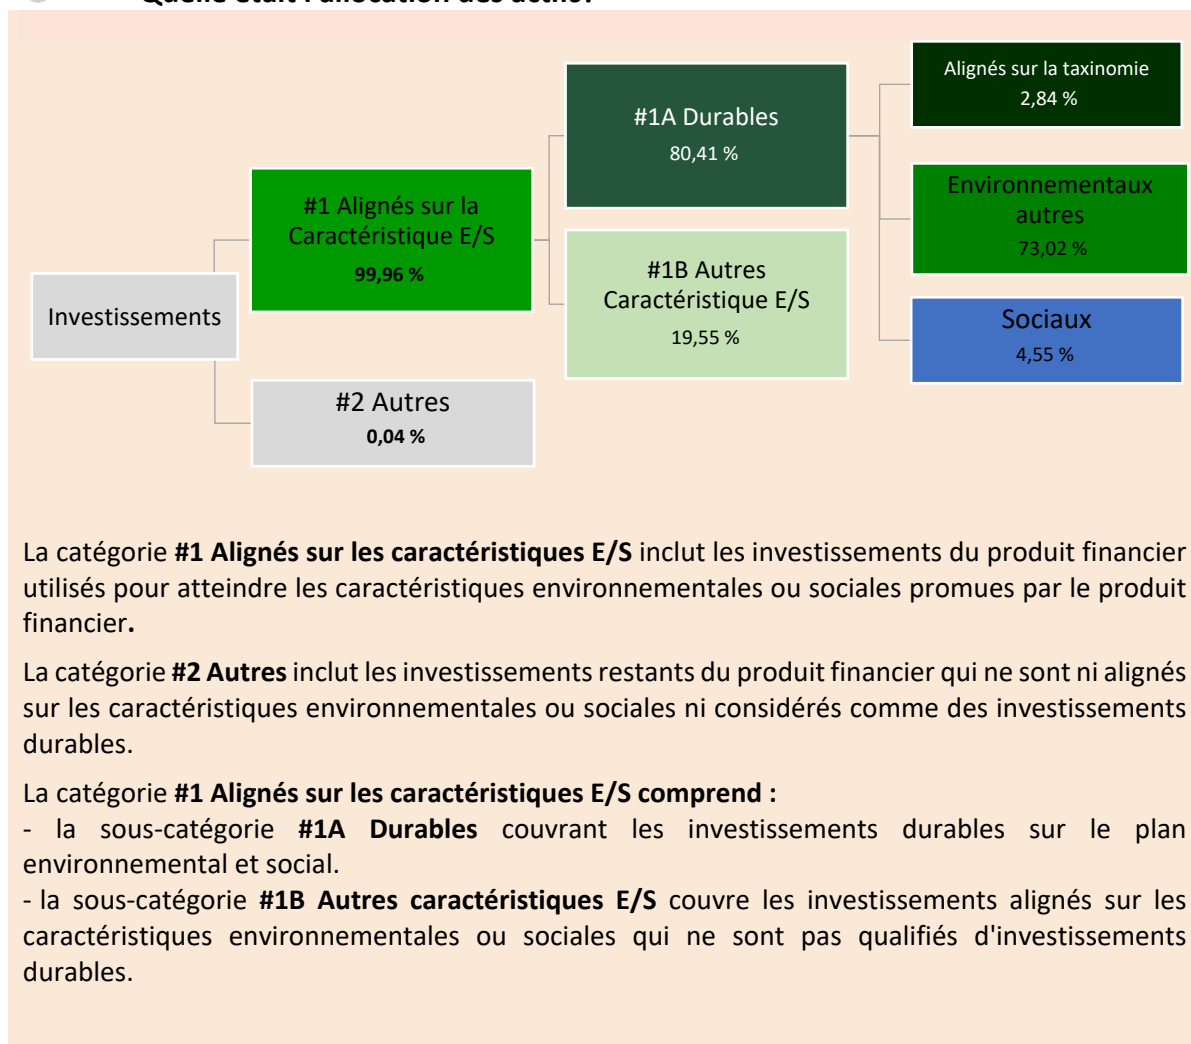 Quelle était l'allocation des actifs?
Alignés sur la taxinomie
2,84 %
#1A Durables
80,41 %
Environnementaux
autres
73,02 %
#1 Alignés sur la
Caractéristique E/S
99,96 %
#1B Autres
Caractéristique E/S
19,55 %
Investissements
Sociaux
4,55 %
#2 Autres
0,04 %
La catégorie #1 Alignés sur les caractéristiques E/S inclut les investissements du produit financier
utilisés pour atteindre les caractéristiques environnementales ou sociales promues par le produit
financier.
La catégorie #2 Autres inclut les investissements restants du produit financier qui ne sont ni alignés
sur les caractéristiques environnementales ou sociales ni considérés comme des investissements
durables.
La catégorie #1 Alignés sur les caractéristiques E/S comprend :
- la sous-catégorie #1A Durables couvrant les investissements durables sur le plan
environnemental et social.
- la sous-catégorie #1B Autres caractéristiques E/S couvre les investissements alignés sur les
caractéristiques environnementales ou sociales qui ne sont pas qualifiés d'investissements
durables.